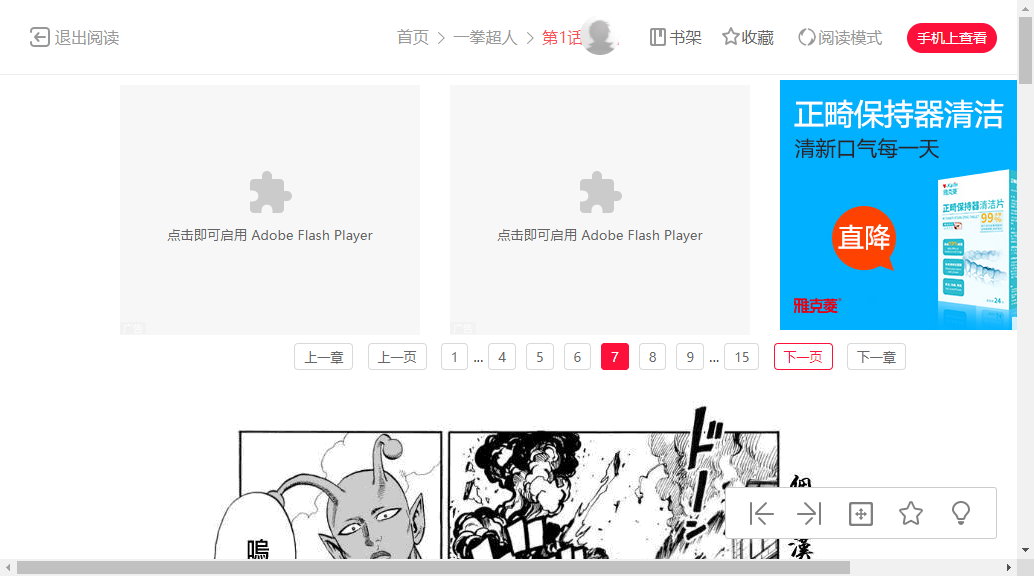 退出阅读
首页 > 一拳超人 > 第1话
书架
收藏
阅读模式
手机上查看
点击即可启用 Adobe Flash Player
点击即可启用 Adobe Flash Player
正畸保持器清洁
清新口气每一天
直降
雅克菱
正畸保持器清洁片
99%
上一章 上一页 1 ... 4 5 6 7 8 9 ... 15 下一页 下一章
嗚
個
漢